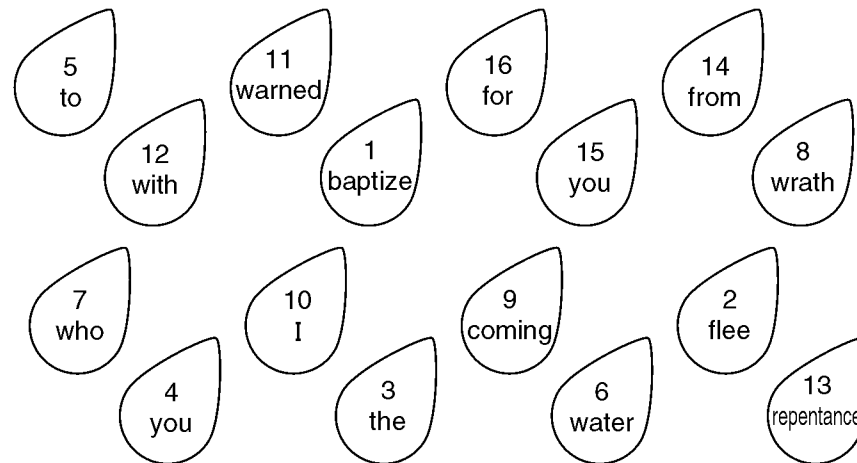 5
to
11
warned
16
for
14
from
12
with
1
baptize
15
you
8
wrath
7
who
10
I
9
coming
2
flee
4
you
3
the
6
water
13
repentance